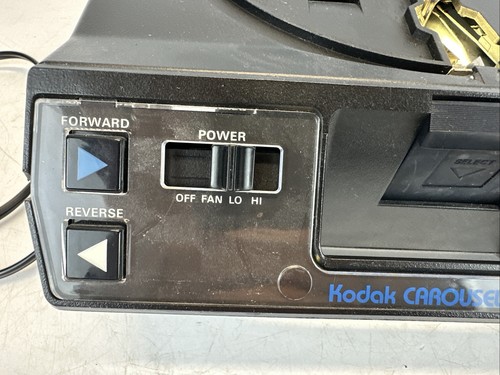 FORWARD
POWER
OFF FAN LO HI
REVERSE
SELECT
Kodak CAROUSEL